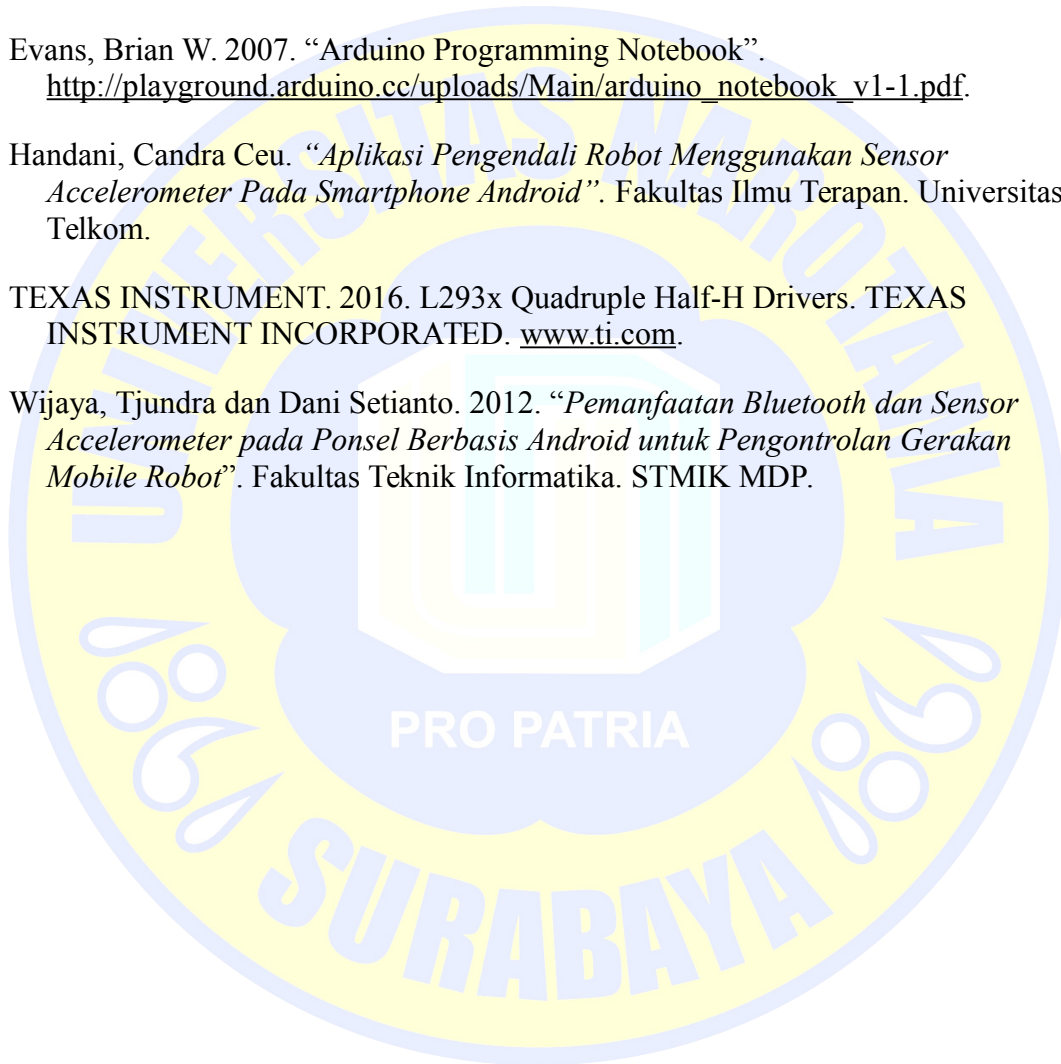 Evans, Brian W. 2007. “Arduino Programming Notebook”.
http://playground.arduino.cc/uploads/Main/arduino_notebook_v1-1.pdf.
Handani, Candra Ceu. “Aplikasi Pengendali Robot Menggunakan Sensor
Accelerometer Pada Smartphone Android”. Fakultas Ilmu Terapan. Universitas
Telkom.
TEXAS INSTRUMENT. 2016. L293x Quadruple Half-H Drivers. TEXAS
INSTRUMENT INCORPORATED. www.ti.com.
Wijaya, Tjundra dan Dani Setianto. 2012. “Pemanfaatan Bluetooth dan Sensor
Accelerometer pada Ponsel Berbasis Android untuk Pengontrolan Gerakan
Mobile Robot”. Fakultas Teknik Informatika. STMIK MDP.
UNIVERSITAS NAROTAMA
PRO PATRIA
SURABAYA